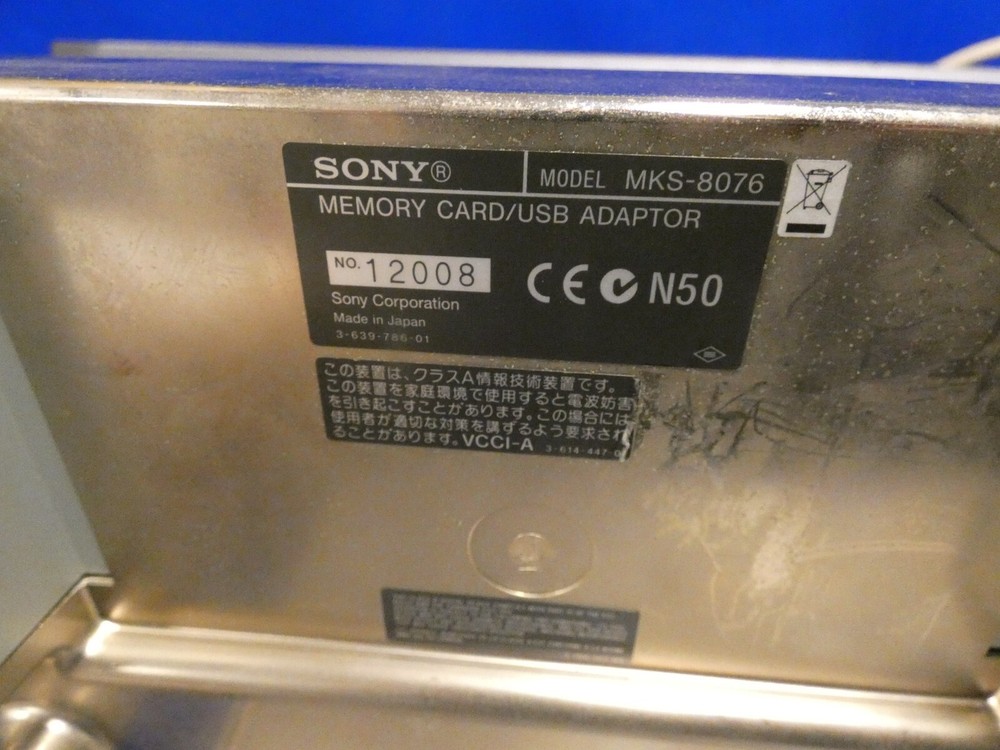 SONY®
MODEL MKS-8076
MEMORY CARD/USB ADAPTOR
NO. 12008
CE N50
Sony Corporation
Made in Japan
3-639-786-01
この装置は、クラスA情報技術装置です。
この装置を家庭環境で使用すると電波妨害
を引き起こすことがあります。この場合には
使用者が適切な対策を講ずるよう要求され
ることがあります。VCCI-A
3-614-447-0